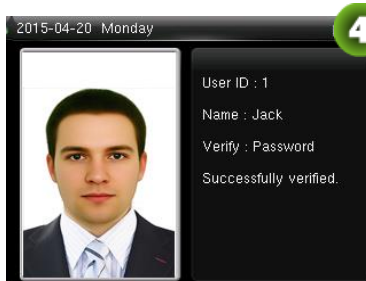 2015-04-20 Monday
4
User ID : 1
Name : Jack
Verify : Password
Successfully verified.